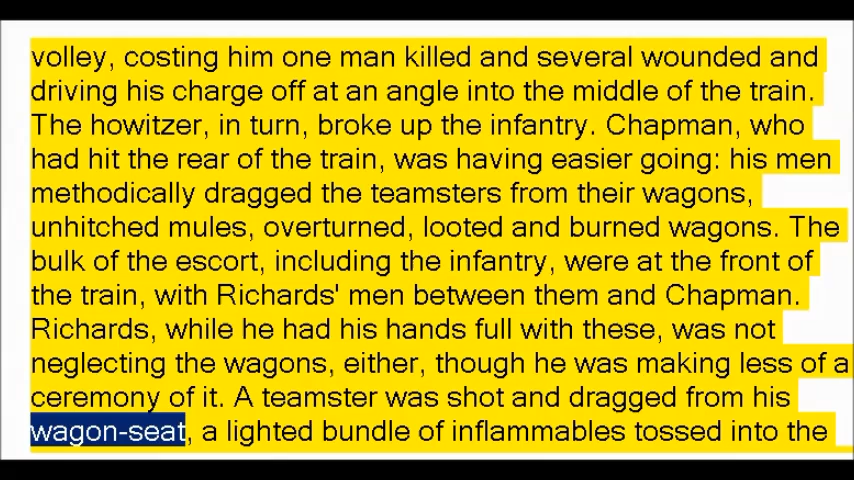 volley, costing him one man killed and several wounded and
driving his charge off at an angle into the middle of the train.
The howitzer, in turn, broke up the infantry. Chapman, who
had hit the rear of the train, was having easier going: his men
methodically dragged the teamsters from their wagons,
unhitched mules, overturned, looted and burned wagons. The
bulk of the escort, including the infantry, were at the front of
the train, with Richards' men between them and Chapman.
Richards, while he had his hands full with these, was not
neglecting the wagons, either, though he was making less of a
ceremony of it. A teamster was shot and dragged from his
wagon-seat, a lighted bundle of inflammables tossed into the